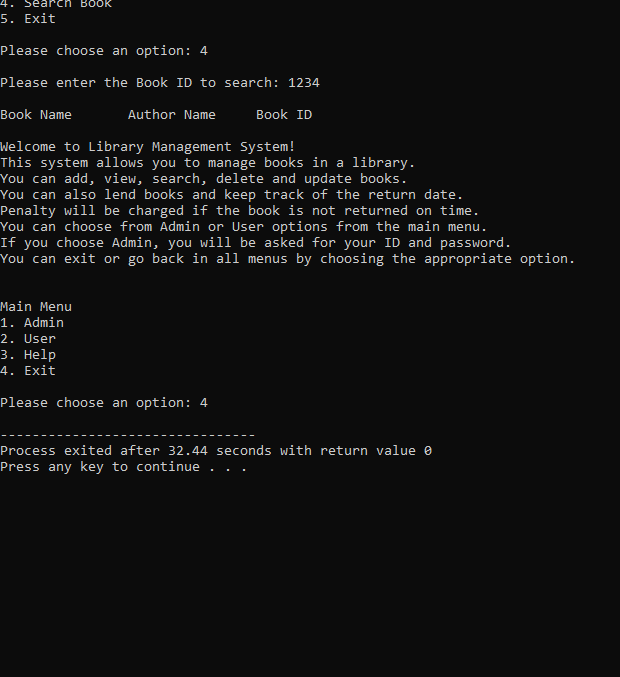 4. Search Book
5. Exit
Please choose an option: 4
Please enter the Book ID to search: 1234
Book Name       Author Name     Book ID
Welcome to Library Management System!
This system allows you to manage books in a library.
You can add, view, search, delete and update books.
You can also lend books and keep track of the return date.
Penalty will be charged if the book is not returned on time.
You can choose from Admin or User options from the main menu.
If you choose Admin, you will be asked for your ID and password.
You can exit or go back in all menus by choosing the appropriate option.
Main Menu
1. Admin
2. User
3. Help
4. Exit
Please choose an option: 4
--------------------------------
Process exited after 32.44 seconds with return value 0
Press any key to continue . . .